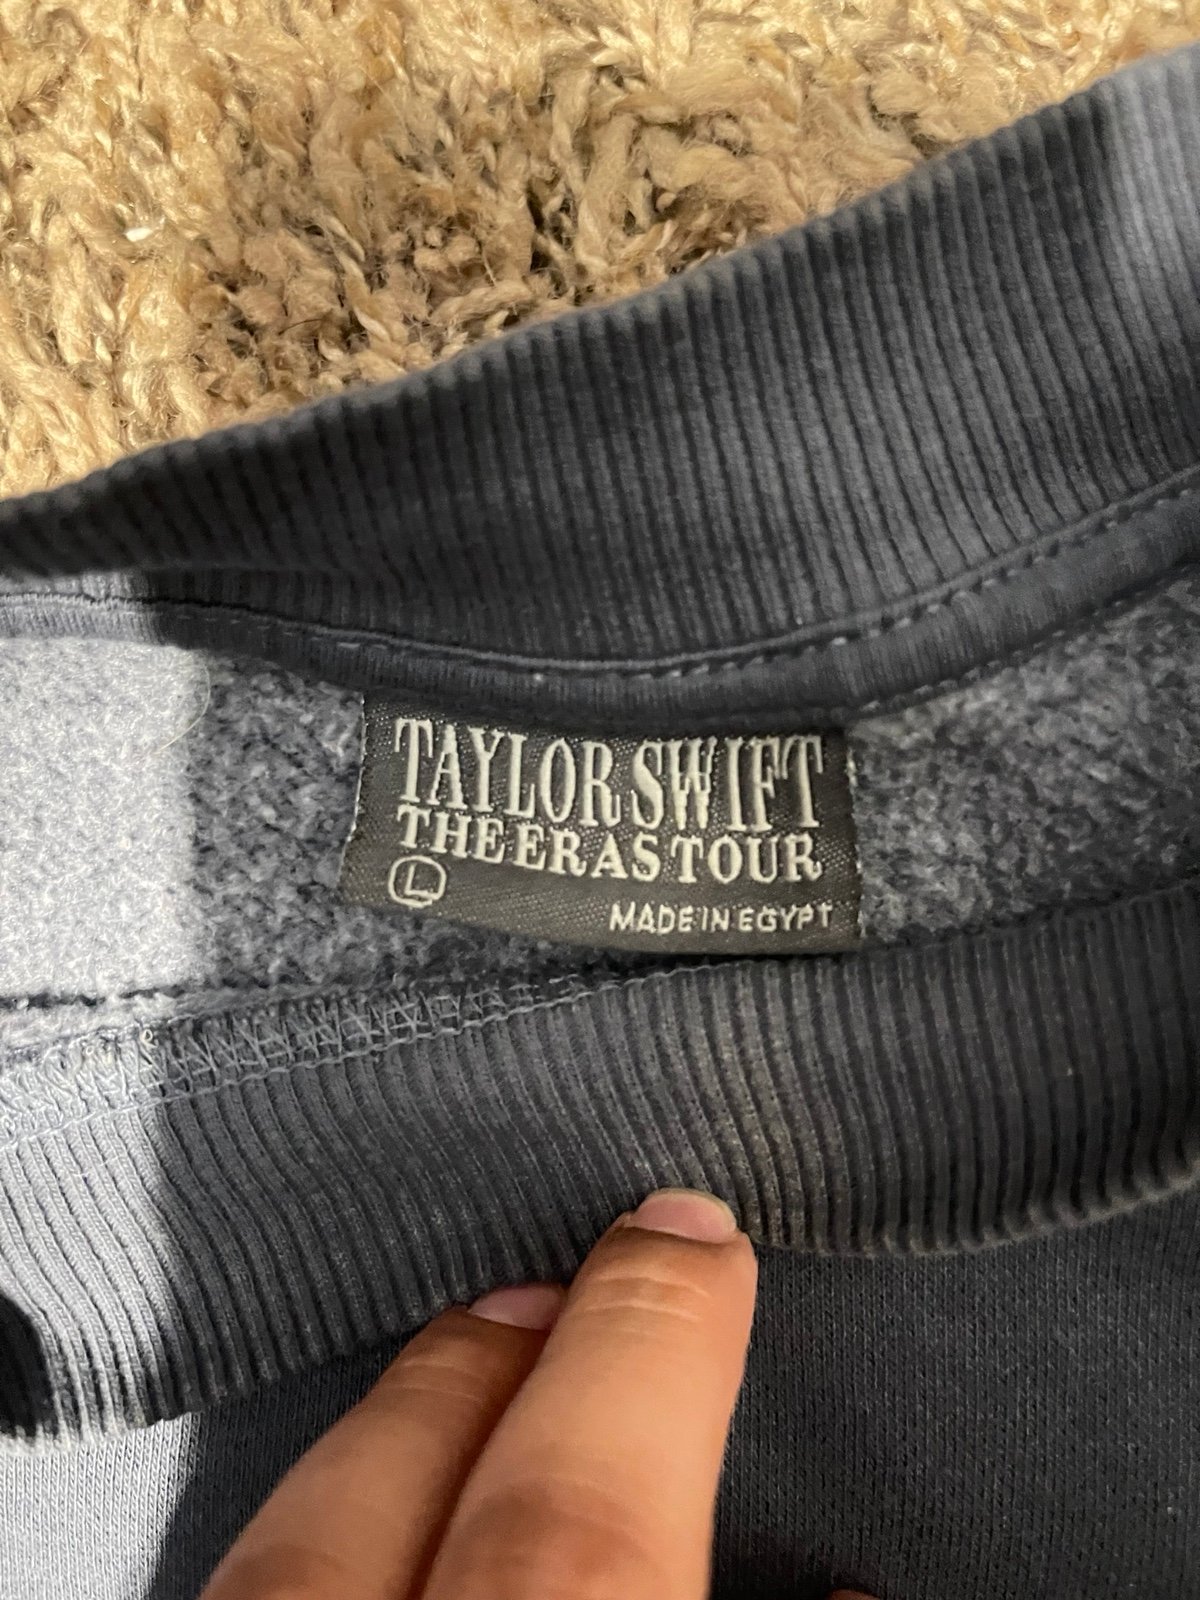 TAYLOR SWIFT
THE ERAS TOUR
L
MADE IN EGYPT